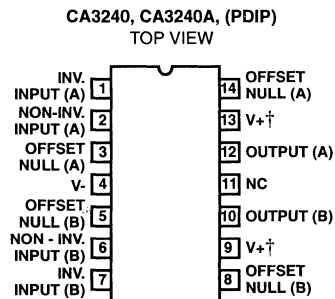 CA3240, CA3240A, (PDIP)
TOP VIEW
INV.
INPUT (A)
1
NON-INV.
INPUT (A)
2
OFFSET
NULL (A)
3
V-
4
OFFSET
NULL (B)
5
NON - INV.
INPUT (B)
6
INV.
INPUT (B)
7
14
OFFSET
NULL (A)
13
V+†
12
OUTPUT (A)
11
NC
10
OUTPUT (B)
9
V+†
8
OFFSET
NULL (B)